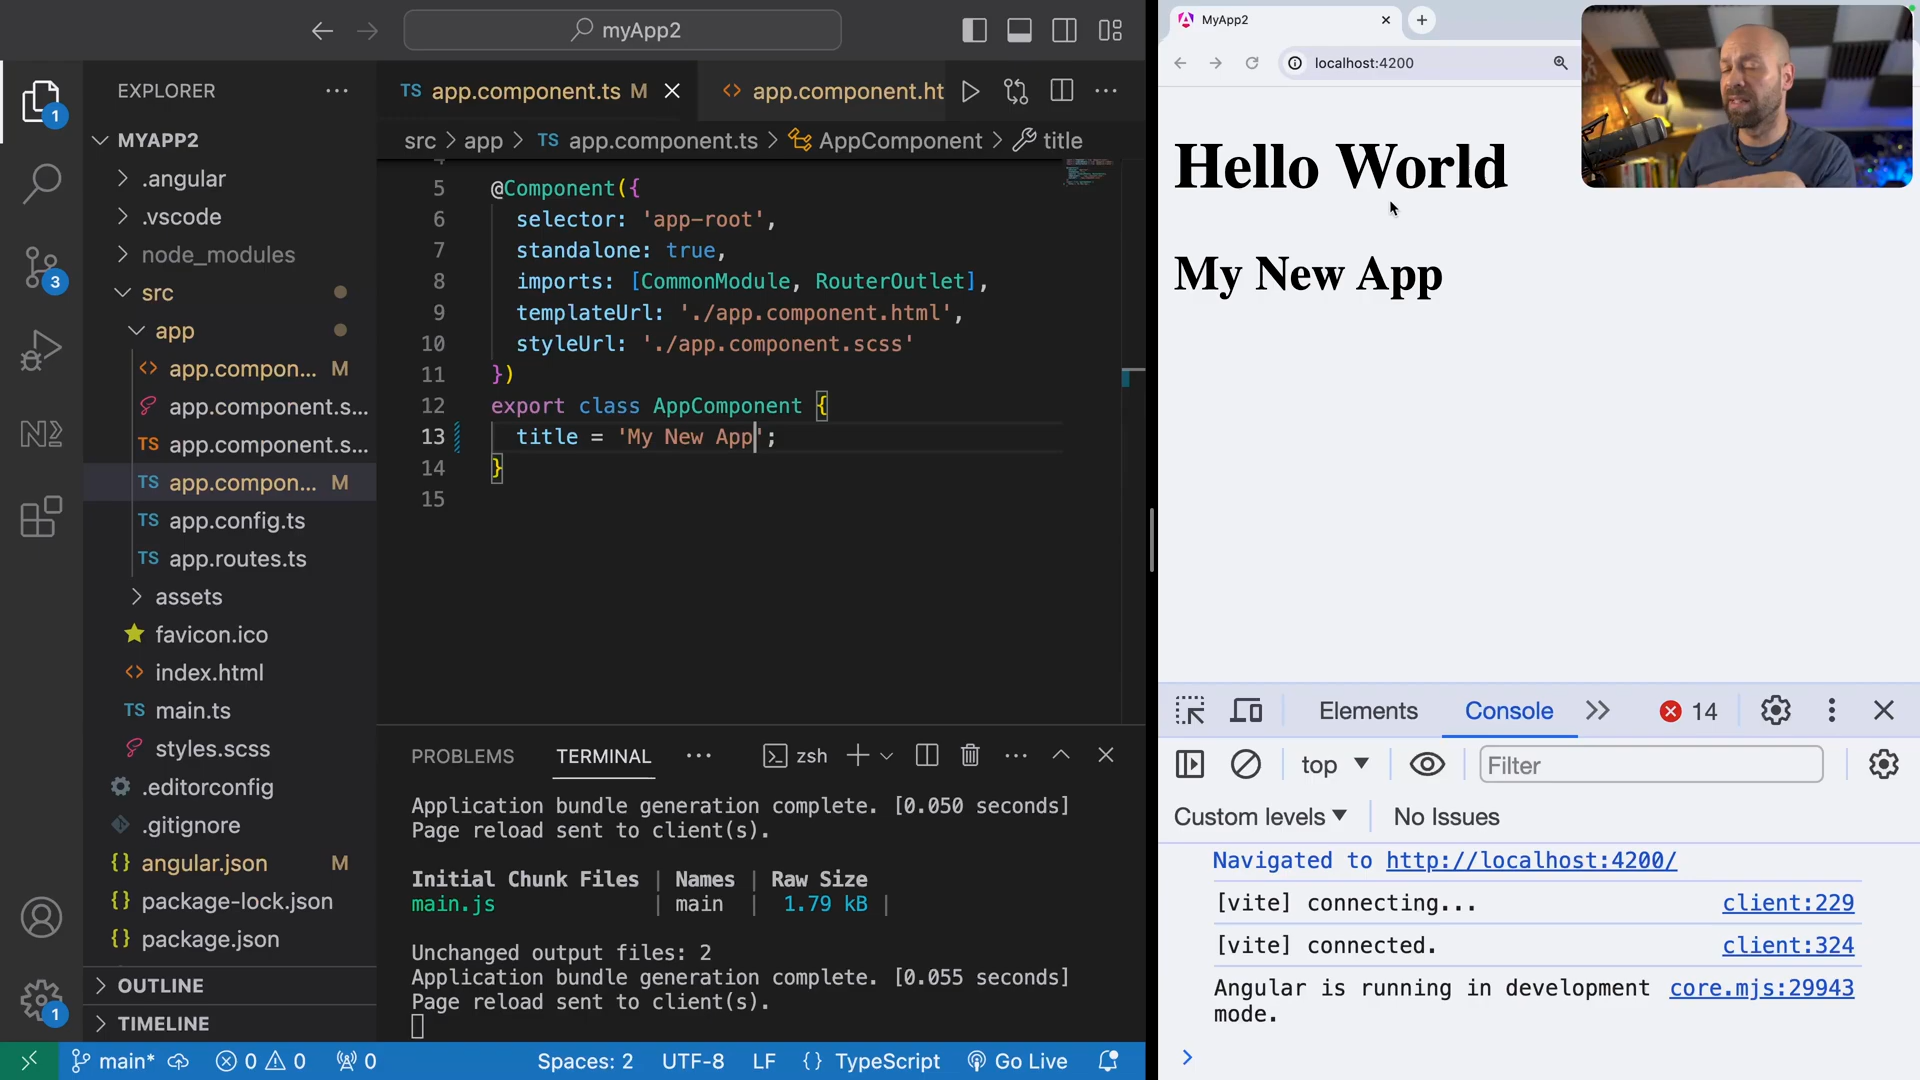 myApp2
EXPLORER
MYAPP2
.angular
.vscode
node_modules
src
app
<> app.compon... M
app.component.s...
TS app.component.s...
TS app.compon... M
TS app.config.ts
TS app.routes.ts
assets
favicon.ico
<> index.html
TS main.ts
styles.scss
.editorconfig
.gitignore
{} angular.json M
{} package-lock.json
{} package.json
OUTLINE
TIMELINE
1
3
1
TS app.component.ts M
<> app.component.ht
src > app > TS app.component.ts > AppComponent > title
5 @Component({
6 selector: 'app-root',
7 standalone: true,
8 imports: [CommonModule, RouterOutlet],
9 templateUrl: './app.component.html',
10 styleUrl: './app.component.scss'
11 })
12 export class AppComponent {
13 title = 'My New App';
14 }
15
PROBLEMS TERMINAL ... zsh
Application bundle generation complete. [0.050 seconds]
Page reload sent to client(s).
Initial Chunk Files | Names | Raw Size
main.js | main | 1.79 kB |
Unchanged output files: 2
Application bundle generation complete. [0.055 seconds]
Page reload sent to client(s).
main* 0 0 0 Spaces: 2 UTF-8 LF {} TypeScript Go Live
MyApp2
localhost:4200
Hello World
My New App
Elements Console 14
top Filter
Custom levels No Issues
Navigated to http://localhost:4200/
[vite] connecting... client:229
[vite] connected. client:324
Angular is running in development core.mjs:29943
mode.